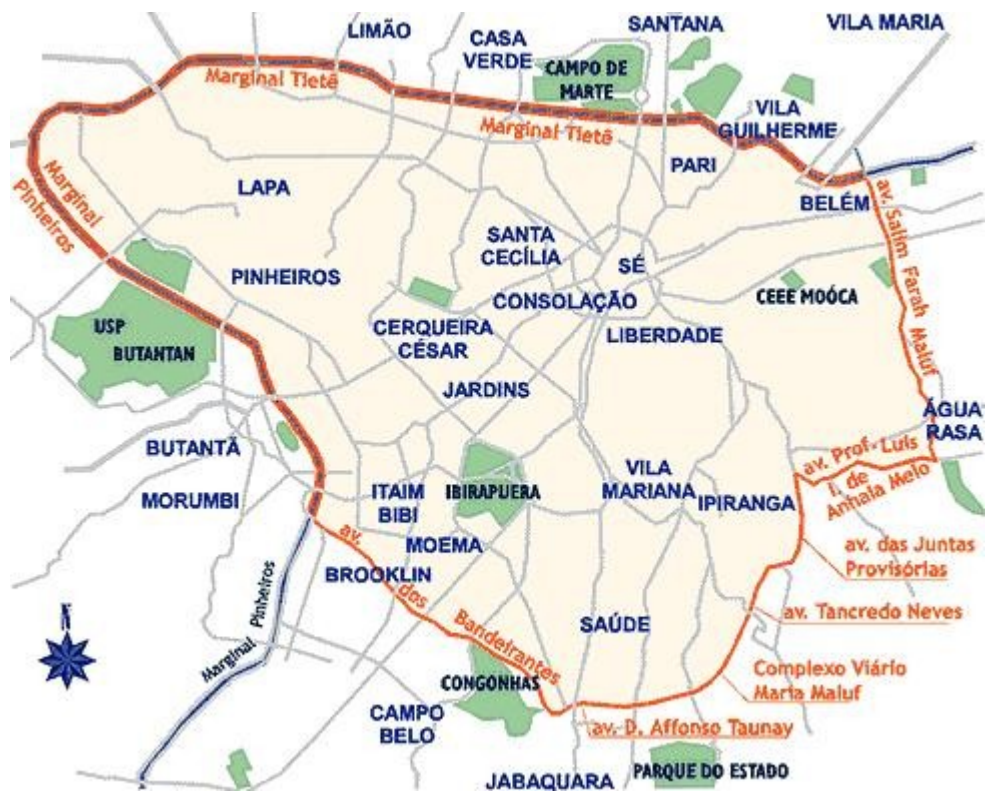 LIMÃO
CASA
VERDE
SANTANA
VILA MARIA
CAMPO DE
MARTE
Marginal Tietê
Marginal Tietê
VILA
GUILHERME
PARI
BELÉM
LAPA
Marginal
Pinheiros
av. Salim Farah Maluf
SANTA
CECÍLIA
SÉ
PINHEIROS
CONSOLAÇÃO
CEEE MOÓCA
USP
BUTANTAN
CERQUEIRA
CÉSAR
LIBERDADE
JARDINS
ÁGUA
RASA
BUTANTÃ
av. Prof. Luis
I. de
Anhaia Melo
MORUMBI
ITAIM
BIBI
IBIRAPUERA
VILA
MARIANA
IPIRANGA
MOEMA
av. dos Bandeirantes
BROOKLIN
av. das Juntas
Provisórias
av. Tancredo Neves
SAÚDE
N
Marginal Pinheiros
Complexo Viário
Maria Maluf
CONGONHAS
CAMPO
BELO
av. D. Affonso Taunay
JABAQUARA
PARQUE DO ESTADO